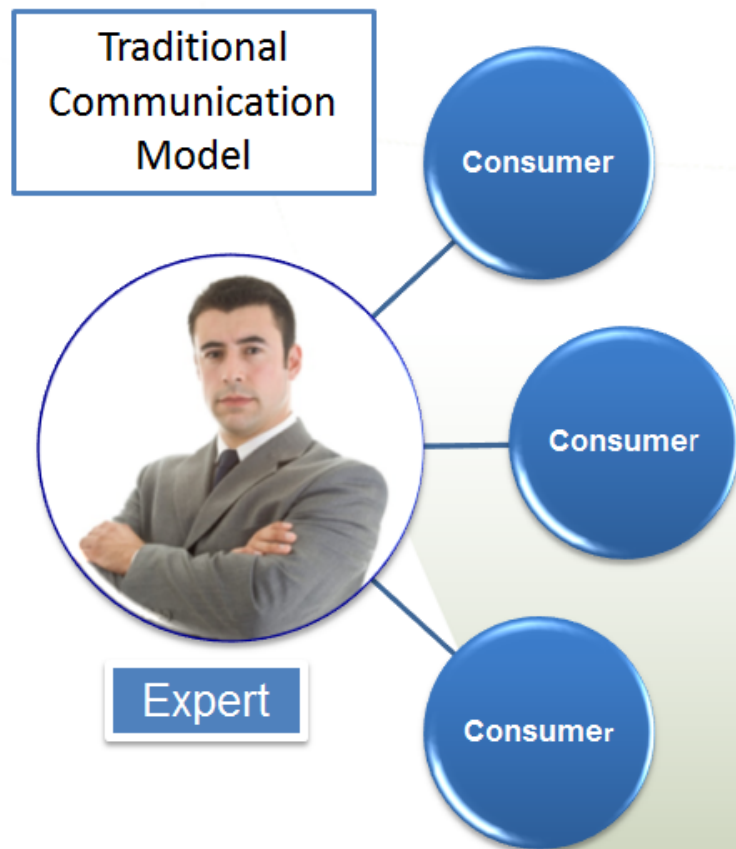 Traditional
Communication
Model
Consumer
Consumer
Expert
Consumer